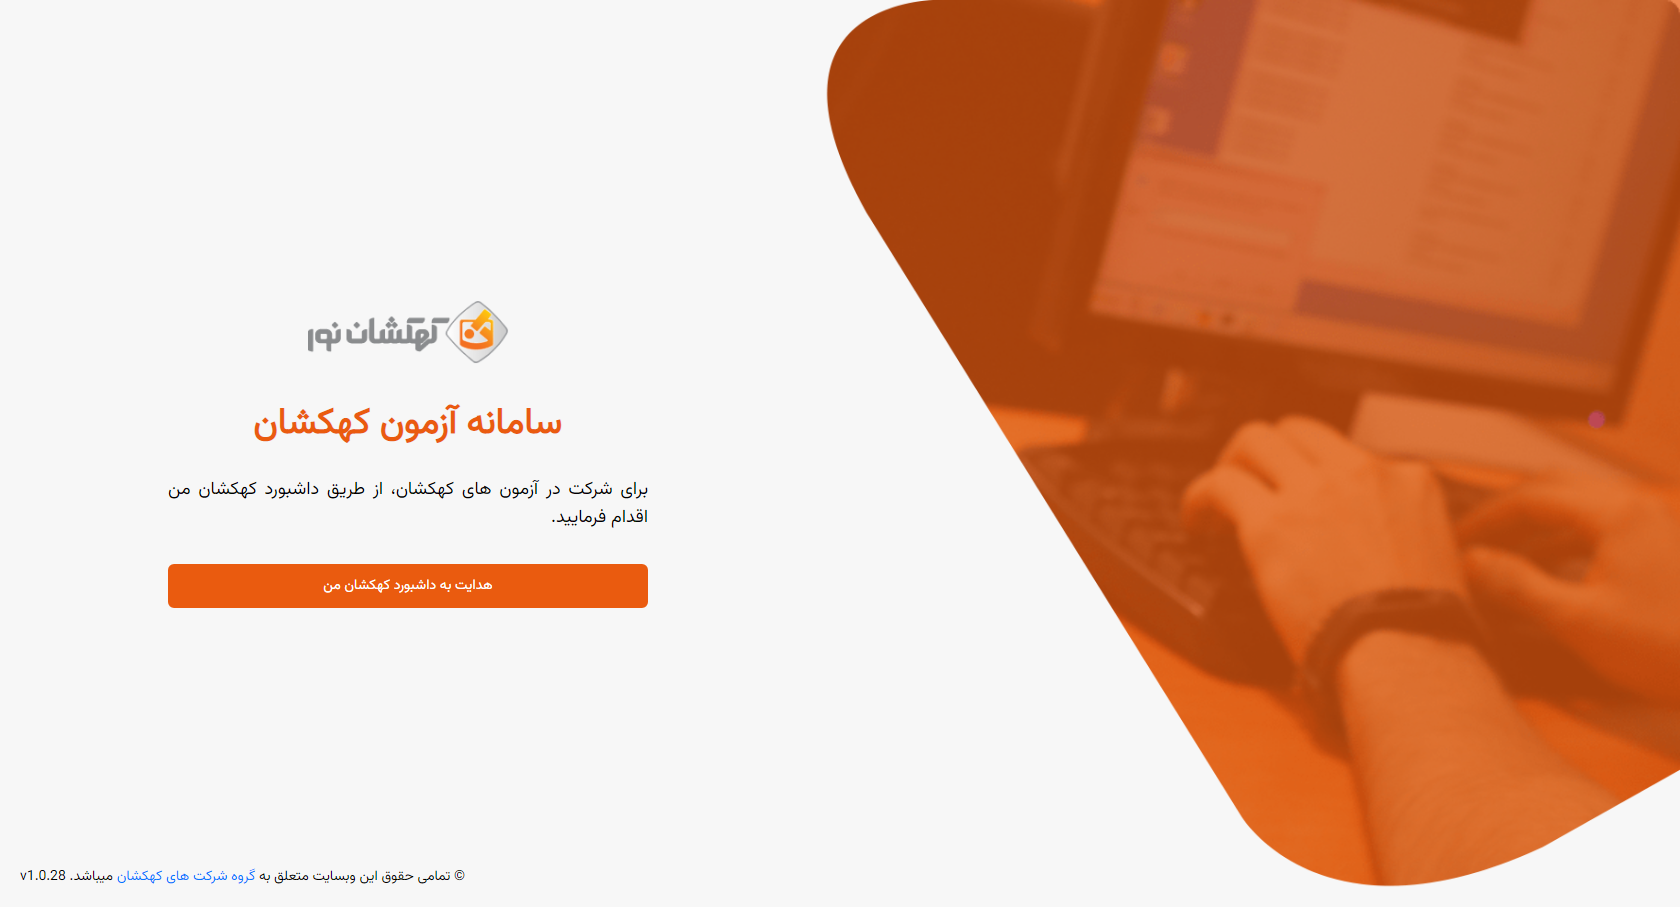 کهکشان نور
سامانه آزمون کهکشان
برای شرکت در آزمون های کهکشان، از طریق داشبورد کهکشان من
اقدام فرمایید.
هدایت به داشبورد کهکشان من
© تمامی حقوق این وبسایت متعلق به گروه شرکت های کهکشان میباشد. v1.0.28